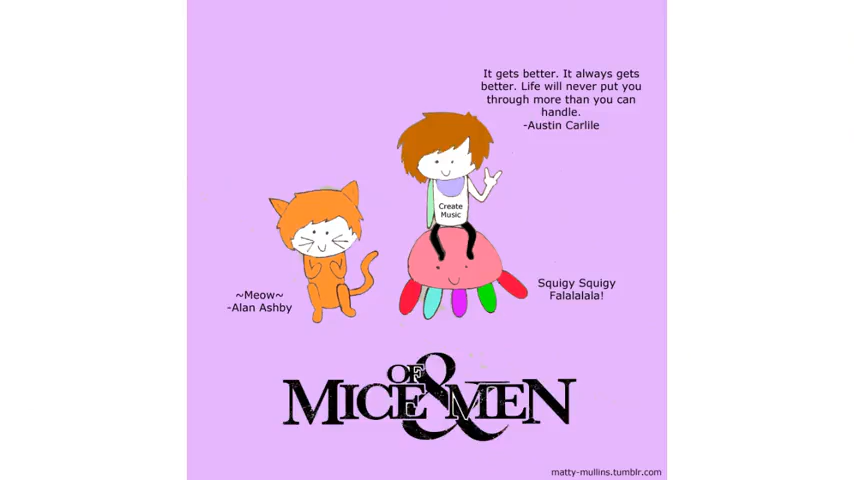 It gets better. It always gets
better. Life will never put you
through more than you can
handle.
-Austin Carlile
Create
Music
~Meow~
-Alan Ashby
Squigy Squigy
Falalalala!
OF
MICE & MEN
matty-mullins.tumblr.com